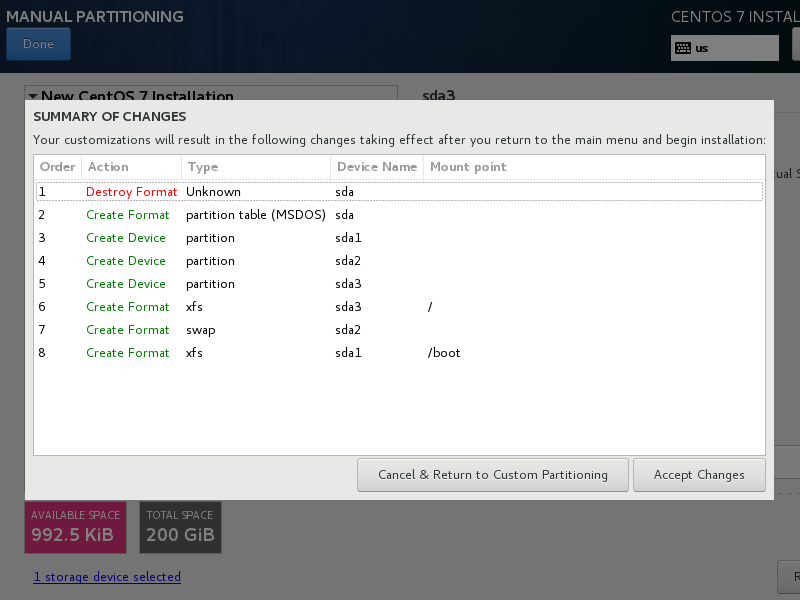 MANUAL PARTITIONING
CENTOS 7 INSTAL
Done
us
New CentOS 7 Installation
sda3
SUMMARY OF CHANGES
Your customizations will result in the following changes taking effect after you return to the main menu and begin installation:
Order Action Type Device Name Mount point
1 Destroy Format Unknown sda
2 Create Format partition table (MSDOS) sda
3 Create Device partition sda1
4 Create Device partition sda2
5 Create Device partition sda3
6 Create Format xfs sda3 /
7 Create Format swap sda2
8 Create Format xfs sda1 /boot
Cancel & Return to Custom Partitioning
Accept Changes
AVAILABLE SPACE
992.5 KiB
TOTAL SPACE
200 GiB
1 storage device selected